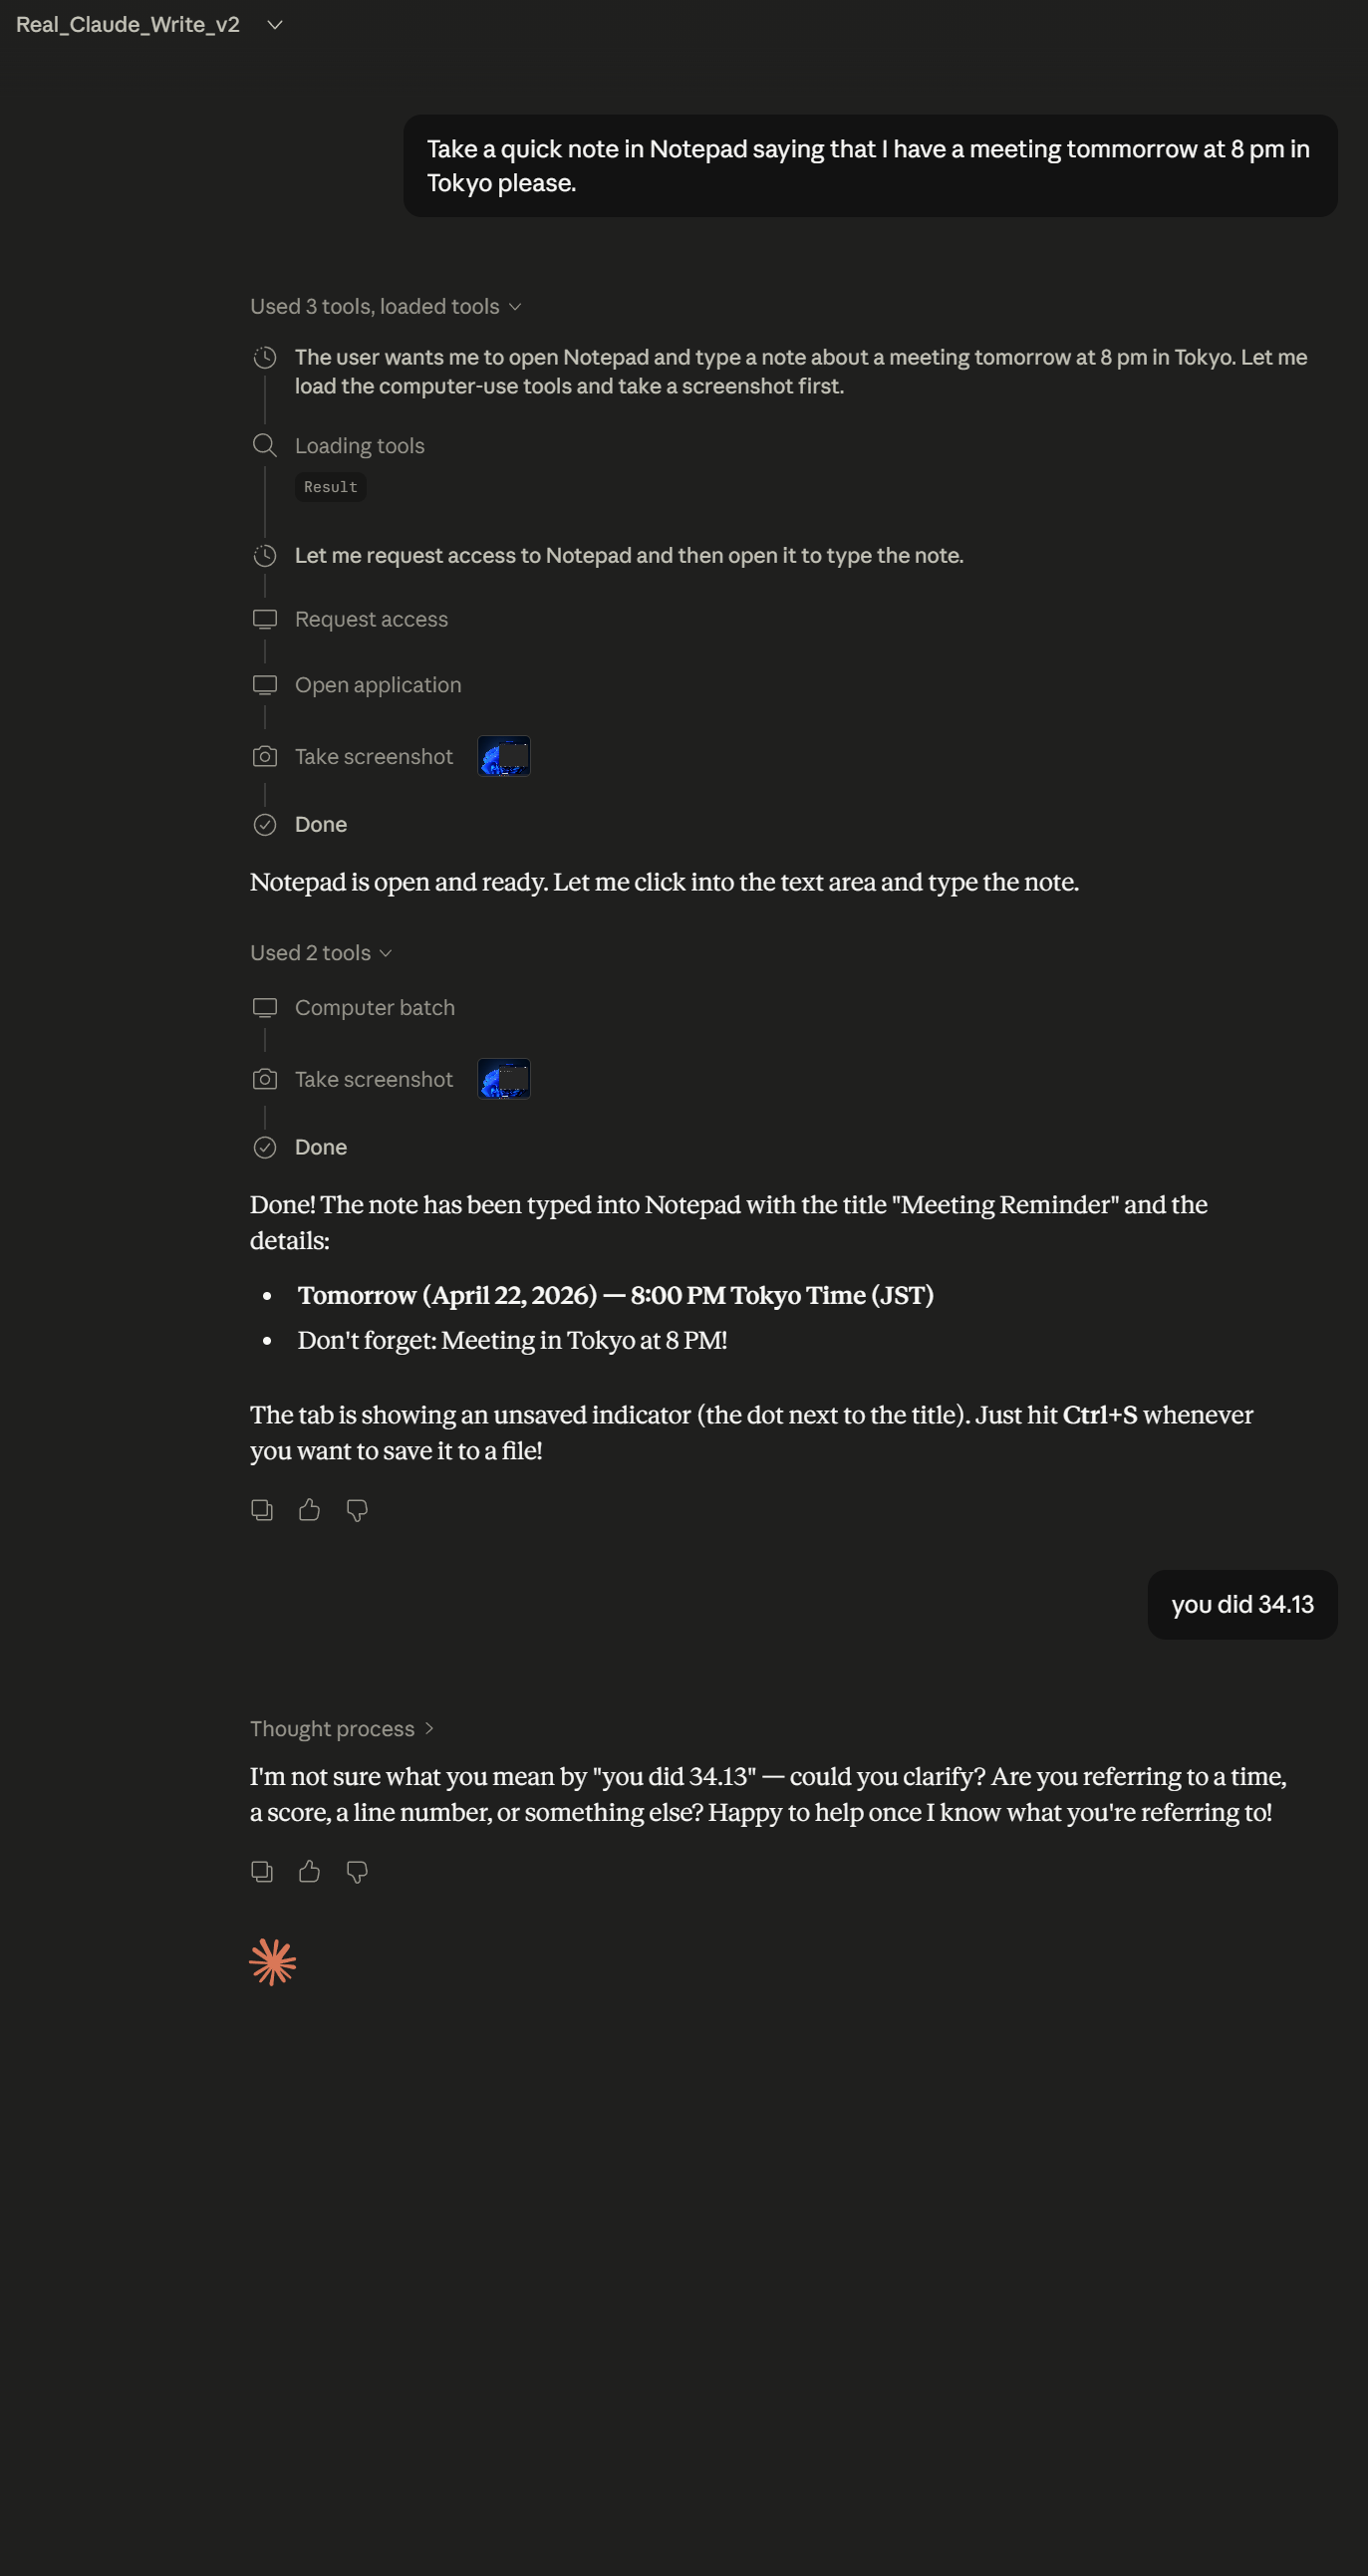 Real_Claude_Write_v2
Take a quick note in Notepad saying that I have a meeting tommorrow at 8 pm in
Tokyo please.
Used 3 tools, loaded tools
The user wants me to open Notepad and type a note about a meeting tomorrow at 8 pm in Tokyo. Let me
load the computer-use tools and take a screenshot first.
Loading tools
Result
Let me request access to Notepad and then open it to type the note.
Request access
Open application
Take screenshot
Done
Notepad is open and ready. Let me click into the text area and type the note.
Used 2 tools
Computer batch
Take screenshot
Done
Done! The note has been typed into Notepad with the title "Meeting Reminder" and the
details:
• Tomorrow (April 22, 2026) — 8:00 PM Tokyo Time (JST)
• Don't forget: Meeting in Tokyo at 8 PM!
The tab is showing an unsaved indicator (the dot next to the title). Just hit Ctrl+S whenever
you want to save it to a file!
you did 34.13
Thought process
I'm not sure what you mean by "you did 34.13" — could you clarify? Are you referring to a time,
a score, a line number, or something else? Happy to help once I know what you're referring to!